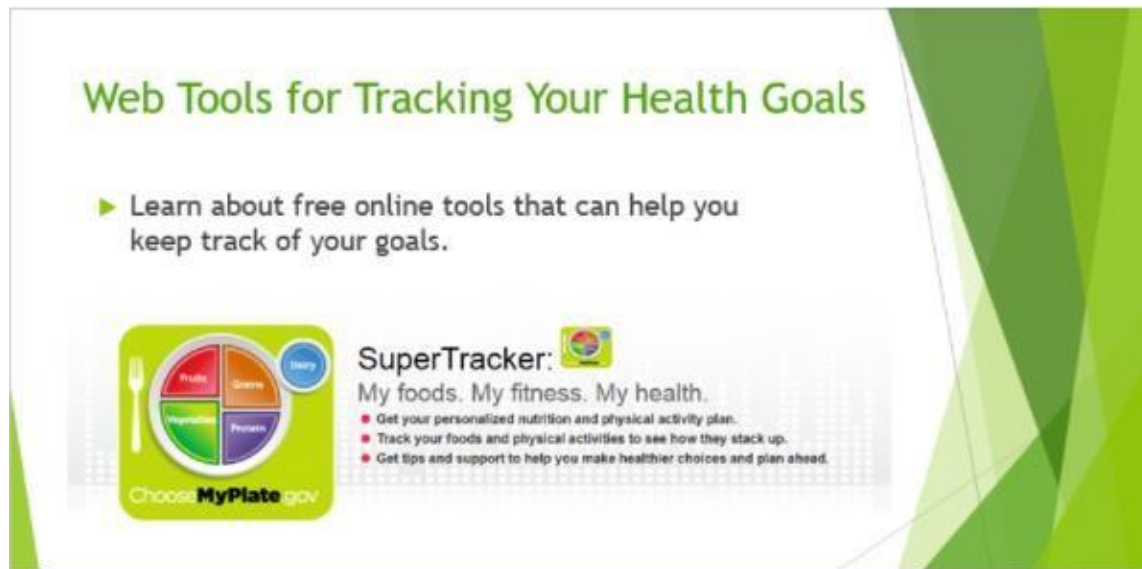 Web Tools for Tracking Your Health Goals
Learn about free online tools that can help you
keep track of your goals.
Fruits
Grains
Dairy
Vegetables
Protein
ChooseMyPlate.gov
SuperTracker:
My foods. My fitness. My health.
Get your personalized nutrition and physical activity plan.
Track your foods and physical activities to see how they stack up.
Get tips and support to help you make healthier choices and plan ahead.